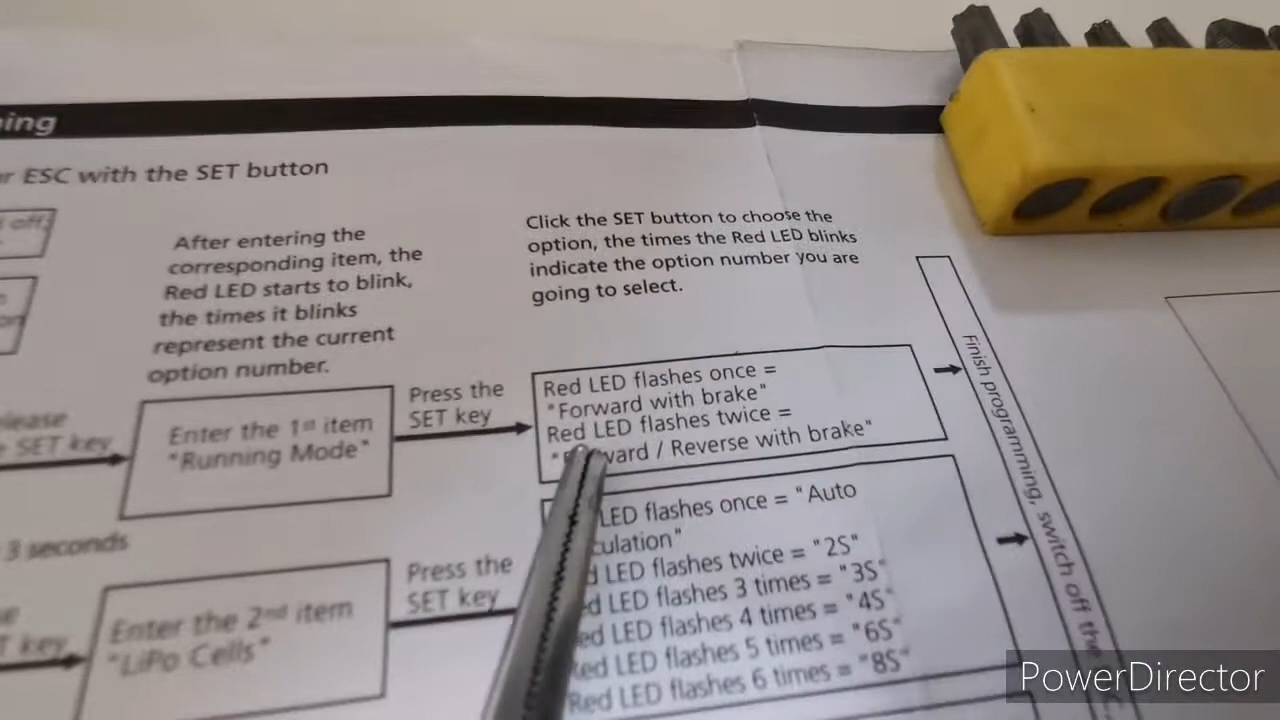 ing
ESC with the SET button
After entering the
corresponding item, the
Red LED starts to blink,
the times it blinks
represent the current
option number.
Click the SET button to choose the
option, the times the Red LED blinks
indicate the option number you are
going to select.
SET key
Enter the 1st item
"Running Mode"
Press the
SET key
Red LED flashes once =
"Forward with brake"
Red LED flashes twice =
/ Reverse with brake"
3 seconds
key
Enter the 2nd item
"LiPo Cells"
Press the
SET key
LED flashes once = "Auto
culation"
LED flashes twice = "2S"
LED flashes 3 times = "3S"
LED flashes 4 times = "4S"
Red LED flashes 5 times = "6S"
Red LED flashes 6 times = "8S"
Finish programming, switch off the
PowerDirector